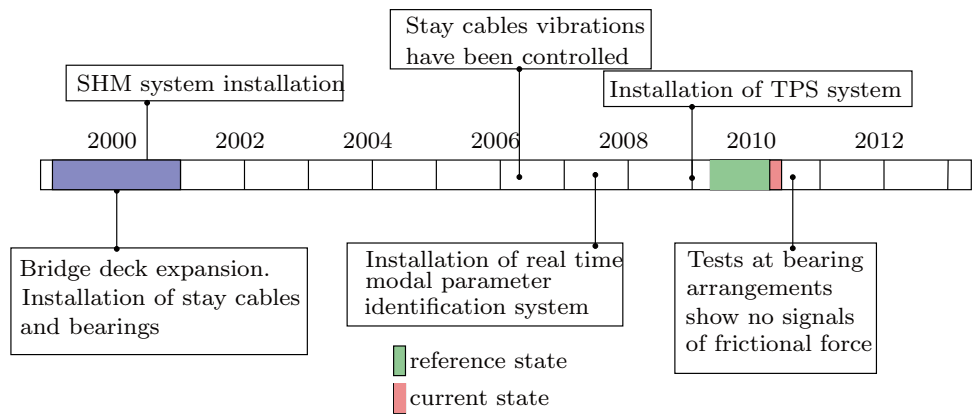 Stay cables vibrations
have been controlled
SHM system installation
Installation of TPS system
2000 2002 2004 2006 2008 2010 2012
Bridge deck expansion.
Installation of stay cables
and bearings
Installation of real time
modal parameter
identification system
Tests at bearing
arrangements
show no signals
of frictional force
reference state
current state